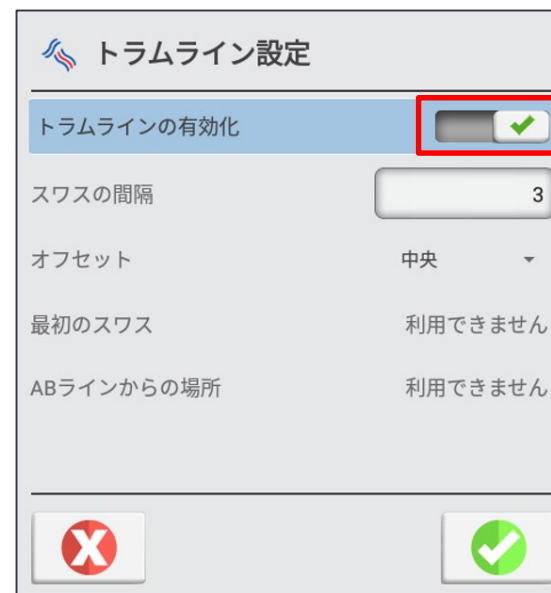 トラムライン設定
トラムラインの有効化
スワスの間隔 3
オフセット 中央
最初のスワス 利用できません
ABラインからの場所 利用できません